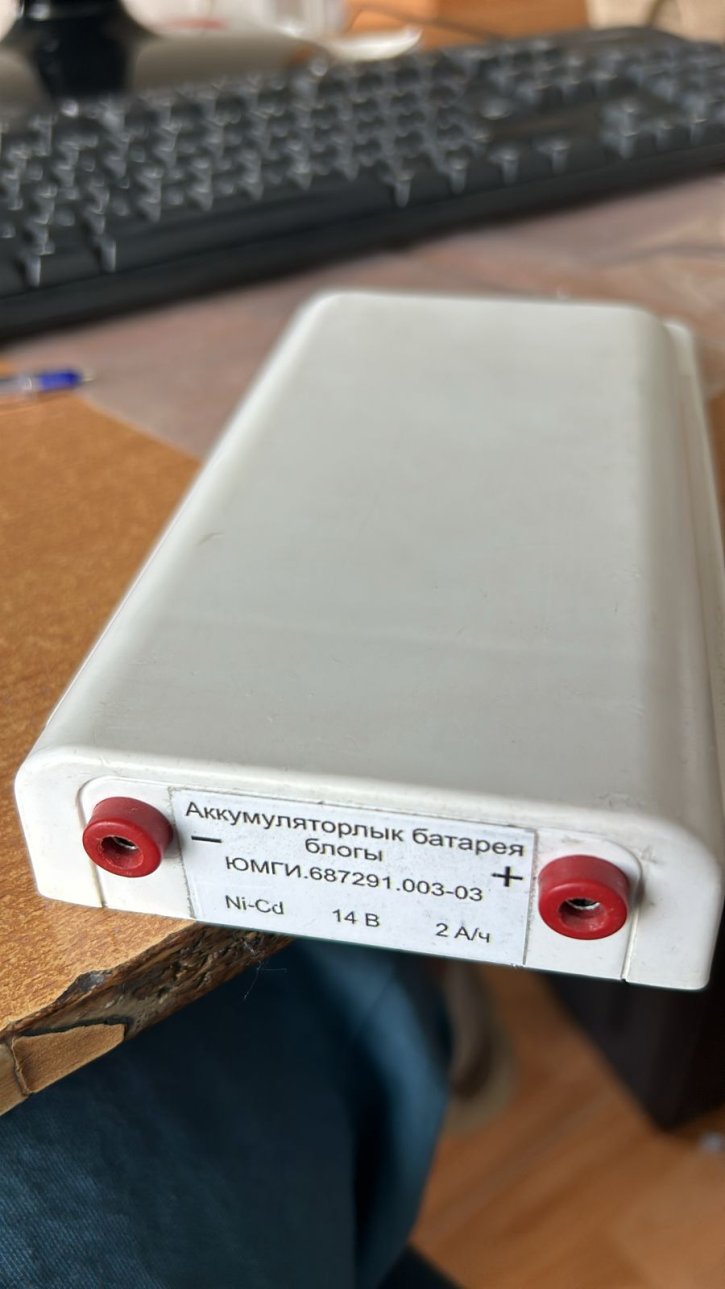 Аккумуляторлык батарея
блогы
− +
ЮМГИ.687291.003-03
Ni-Cd 14 В 2 А/ч